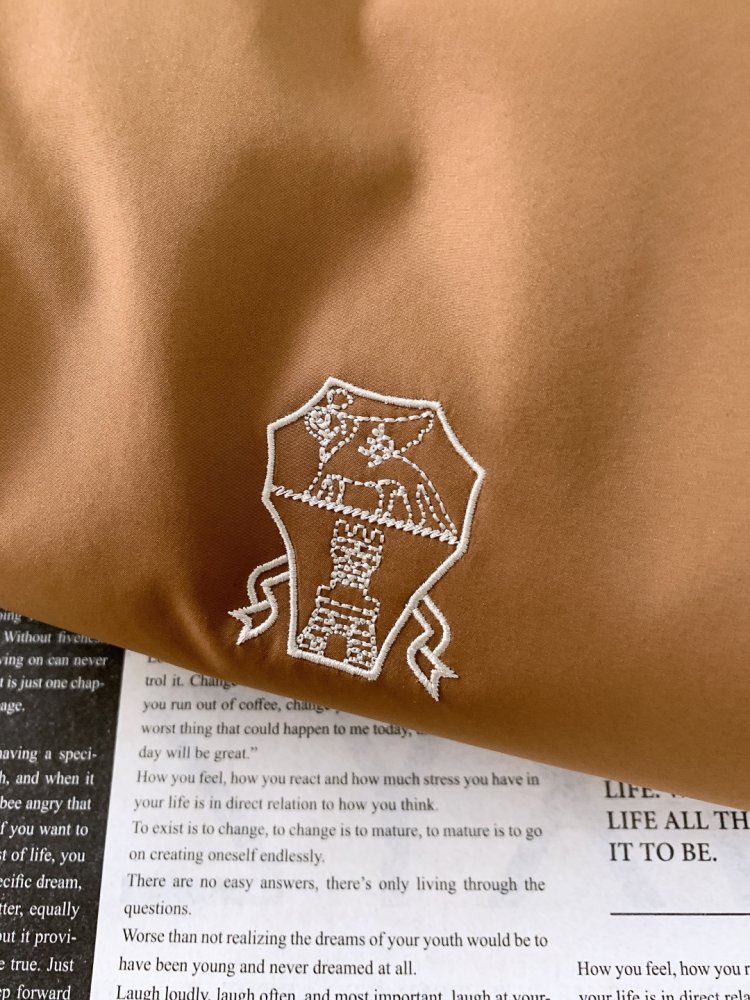 Without
ving on can never
t is just one chap-
age.
having a speci-
h, and when it
bee angry that
f you want to
st of life, you
ecific dream,
tter, equally
out it provi-
e true. Just
ep forward
trol it. Change
you run out of coffee, change
worst thing that could happen to me today,
day will be great.”
How you feel, how you react and how much stress you have in
your life is in direct relation to how you think.
To exist is to change, to change is to mature, to mature is to go
on creating oneself endlessly.
There are no easy answers, there’s only living through the
questions.
Worse than not realizing the dreams of your youth would be to
have been young and never dreamed at all.
Laugh loudly, laugh often, and most important, laugh at your-
LIFE.
LIFE ALL TH
IT TO BE.
How you feel, how you r
your life is in direct rela